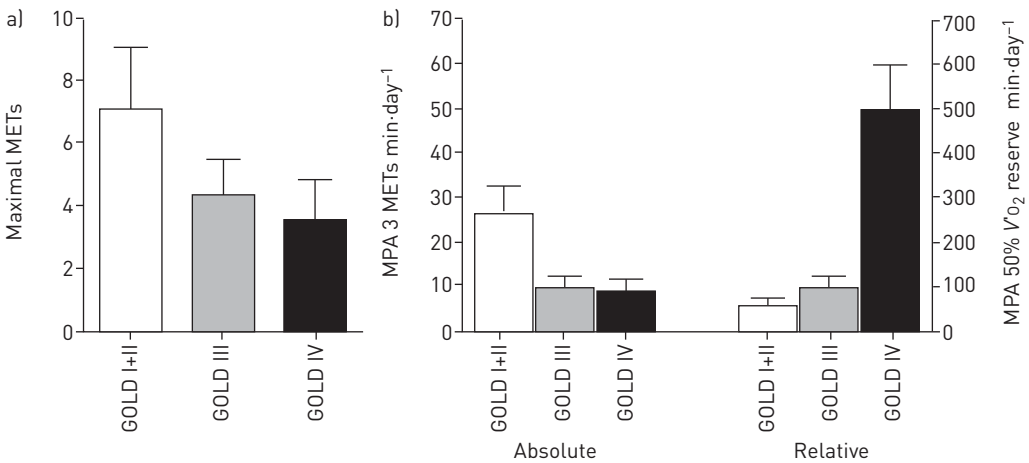 a)
Maximal METs
10
8
6
4
2
0
GOLD I+II
GOLD III
GOLD IV
b)
MPA 3 METs min·day⁻¹
70
60
50
40
30
20
10
0
GOLD I+II
GOLD III
GOLD IV
Absolute
GOLD I+II
GOLD III
GOLD IV
Relative
700
600
500
400
300
200
100
0
MPA 50% V'O₂ reserve min·day⁻¹